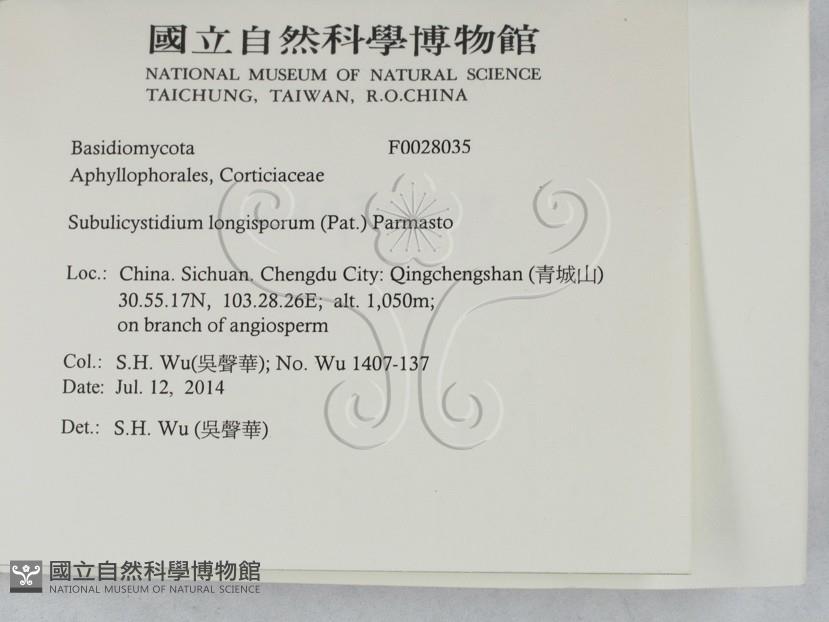 國立自然科學博物館
NATIONAL MUSEUM OF NATURAL SCIENCE
TAICHUNG, TAIWAN, R.O.CHINA
Basidiomycota F0028035
Aphyllophorales, Corticiaceae
Subulicystidium longisporum (Pat.) Parmasto
Loc.: China. Sichuan. Chengdu City: Qingchengshan (青城山)
30.55.17N, 103.28.26E; alt. 1,050m;
on branch of angiosperm
Col.: S.H. Wu(吳聲華); No. Wu 1407-137
Date: Jul. 12, 2014
Det.: S.H. Wu (吳聲華)
國立自然科學博物館
NATIONAL MUSEUM OF NATURAL SCIENCE